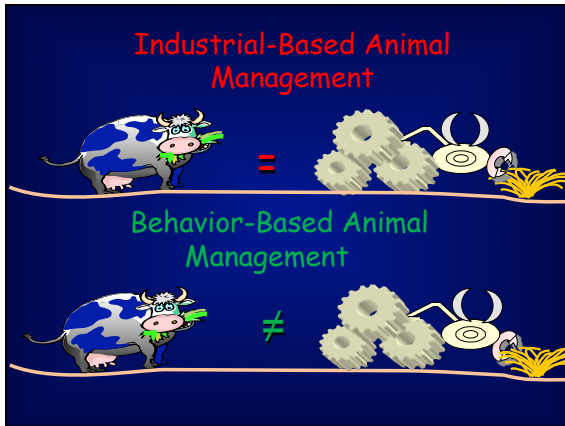 Industrial-Based Animal
Management
=
Behavior-Based Animal
Management
≠